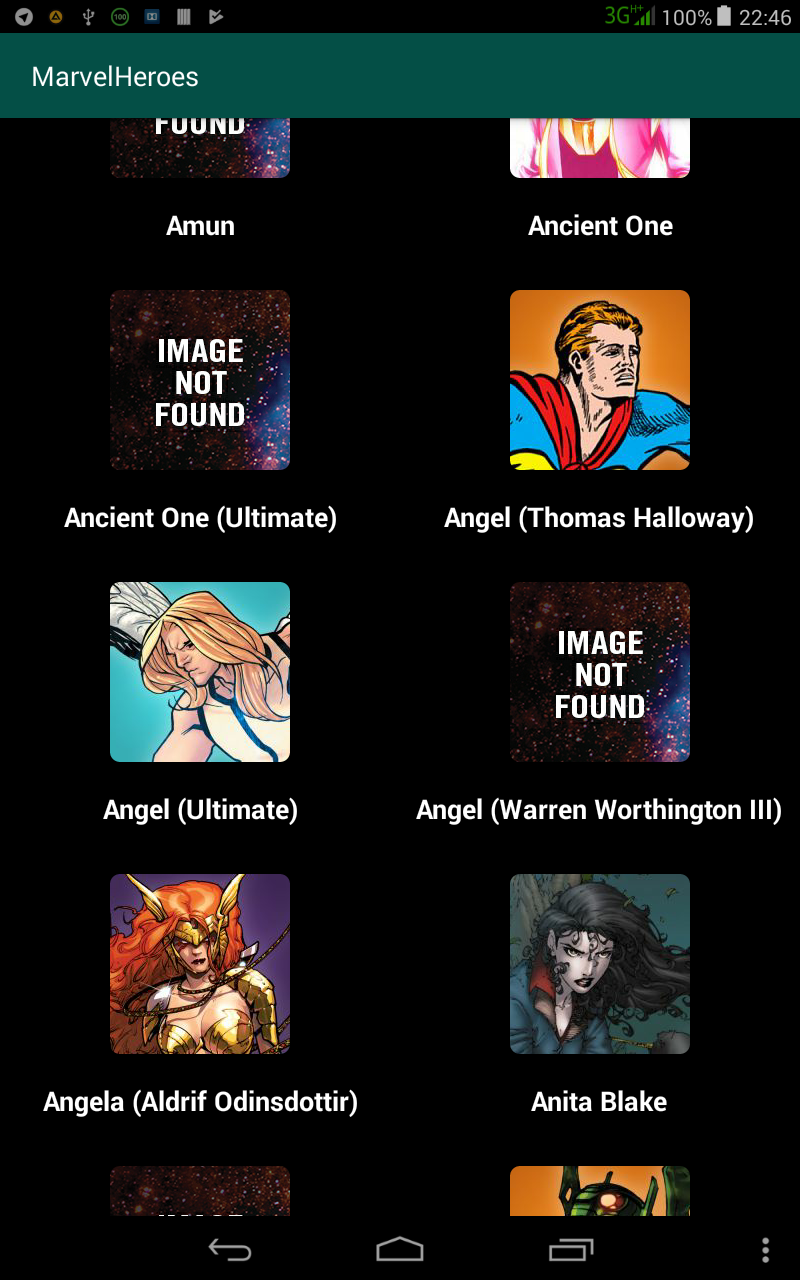 100
3G H+ 100% 22:46
MarvelHeroes
FOUND
Amun
Ancient One
IMAGE
NOT
FOUND
Ancient One (Ultimate)
Angel (Thomas Halloway)
IMAGE
NOT
FOUND
Angel (Ultimate)
Angel (Warren Worthington III)
Angela (Aldrif Odinsdottir)
Anita Blake